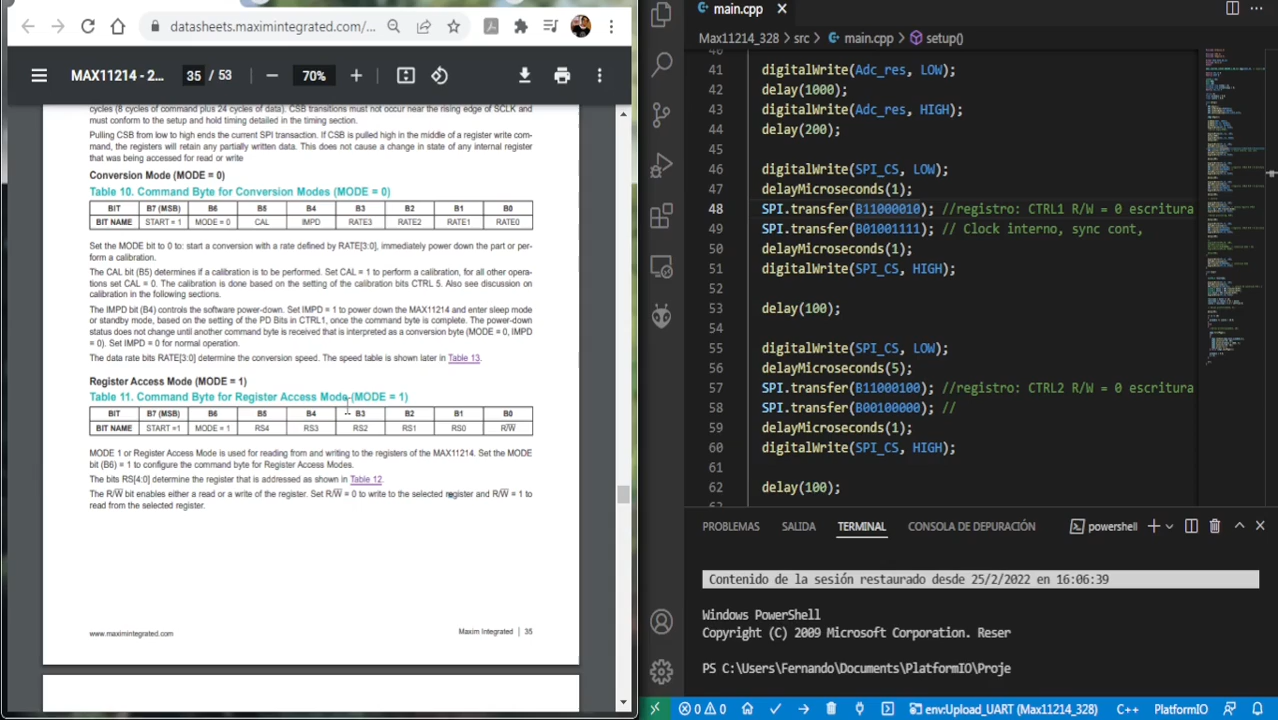 datasheets.maximintegrated.com/...
MAX11214 - 2... 35 / 53 70%
cycles (8 cycles of command plus 24 cycles of data). CSB transitions must not occur near the rising edge of SCLK and
must conform to the setup and hold timing detailed in the timing section.
Pulling CSB from low to high ends the current SPI transaction. If CSB is pulled high in the middle of a register write com-
mand, the registers will retain any partially written data. This does not cause a change in state of any internal register
that was being accessed for read or write
Conversion Mode (MODE = 0)
Table 10. Command Byte for Conversion Modes (MODE = 0)
BIT B7 (MSB) B6 B5 B4 B3 B2 B1 B0
BIT NAME START = 1 MODE = 0 CAL IMPD RATE3 RATE2 RATE1 RATE0
Set the MODE bit to 0 to: start a conversion with a rate defined by RATE[3:0], immediately power down the part or per-
form a calibration.
The CAL bit (B5) determines if a calibration is to be performed. Set CAL = 1 to perform a calibration, for all other opera-
tions set CAL = 0. The calibration is done based on the setting of the calibration bits CTRL 5. Also see discussion on
calibration in the following sections.
The IMPD bit (B4) controls the software power-down. Set IMPD = 1 to power down the MAX11214 and enter sleep mode
or standby mode, based on the setting of the PD Bits in CTRL1, once the command byte is complete. The power-down
status does not change until another command byte is received that is interpreted as a conversion byte (MODE = 0, IMPD
= 0). Set IMPD = 0 for normal operation.
The data rate bits RATE[3:0] determine the conversion speed. The speed table is shown later in Table 13.
Register Access Mode (MODE = 1)
Table 11. Command Byte for Register Access Mode (MODE = 1)
BIT B7 (MSB) B6 B5 B4 B3 B2 B1 B0
BIT NAME START =1 MODE = 1 RS4 RS3 RS2 RS1 RS0 R/W̅
MODE 1 or Register Access Mode is used for reading from and writing to the registers of the MAX11214. Set the MODE
bit (B6) = 1 to configure the command byte for Register Access Modes.
The bits RS[4:0] determine the register that is addressed as shown in Table 12.
The R/W̅ bit enables either a read or a write of the register. Set R/W̅ = 0 to write to the selected register and R/W̅ = 1 to
read from the selected register.
www.maximintegrated.com Maxim Integrated | 35
main.cpp
Max11214_328 > src > main.cpp > setup()
41 digitalWrite(Adc_res, LOW);
42 delay(1000);
43 digitalWrite(Adc_res, HIGH);
44 delay(200);
45
46 digitalWrite(SPI_CS, LOW);
47 delayMicroseconds(1);
48 SPI.transfer(B11000010); //registro: CTRL1 R/W = 0 escritura
49 SPI.transfer(B01001111); // Clock interno, sync cont,
50 delayMicroseconds(1);
51 digitalWrite(SPI_CS, HIGH);
52
53 delay(100);
54
55 digitalWrite(SPI_CS, LOW);
56 delayMicroseconds(5);
57 SPI.transfer(B11000100); //registro: CTRL2 R/W = 0 escritura
58 SPI.transfer(B00100000); //
59 delayMicroseconds(1);
60 digitalWrite(SPI_CS, HIGH);
61
62 delay(100);
PROBLEMAS SALIDA TERMINAL CONSOLA DE DEPURACIÓN powershell
Contenido de la sesión restaurado desde 25/2/2022 en 16:06:39
Windows PowerShell
Copyright (C) 2009 Microsoft Corporation. Reser
PS C:\Users\Fernando\Documents\PlatformIO\Proje
0 0 env:Upload_UART (Max11214_328) C++ PlatformIO